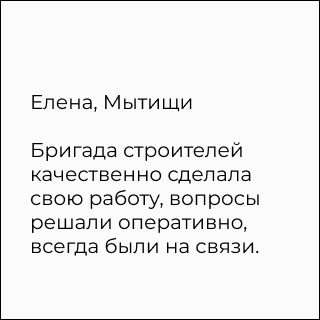 Елена, Мытищи
Бригада строителей
качественно сделала
свою работу, вопросы
решали оперативно,
всегда были на связи.